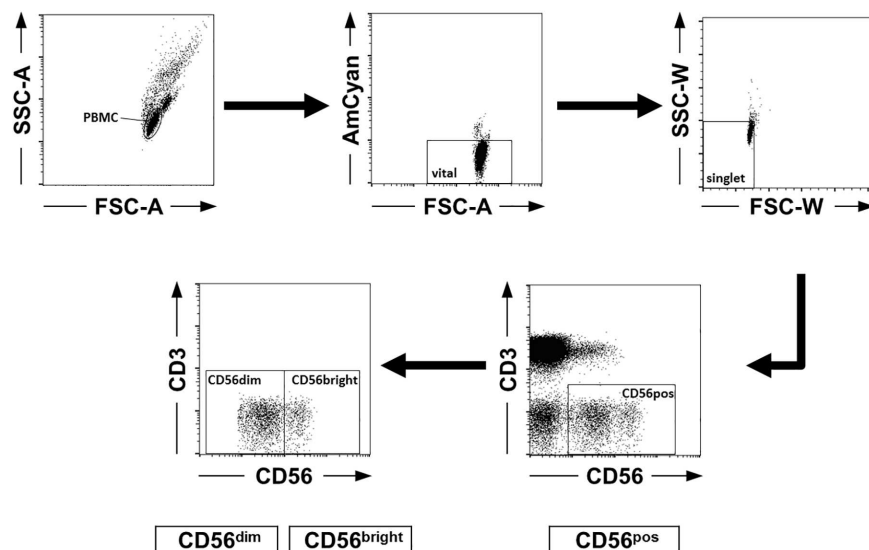 SSC-A
PBMC
FSC-A
AmCyan
vital
FSC-A
SSC-W
singlet
FSC-W
CD3
CD56dim
CD56bright
CD56
CD3
CD56pos
CD56
CD56dim
CD56bright
CD56pos